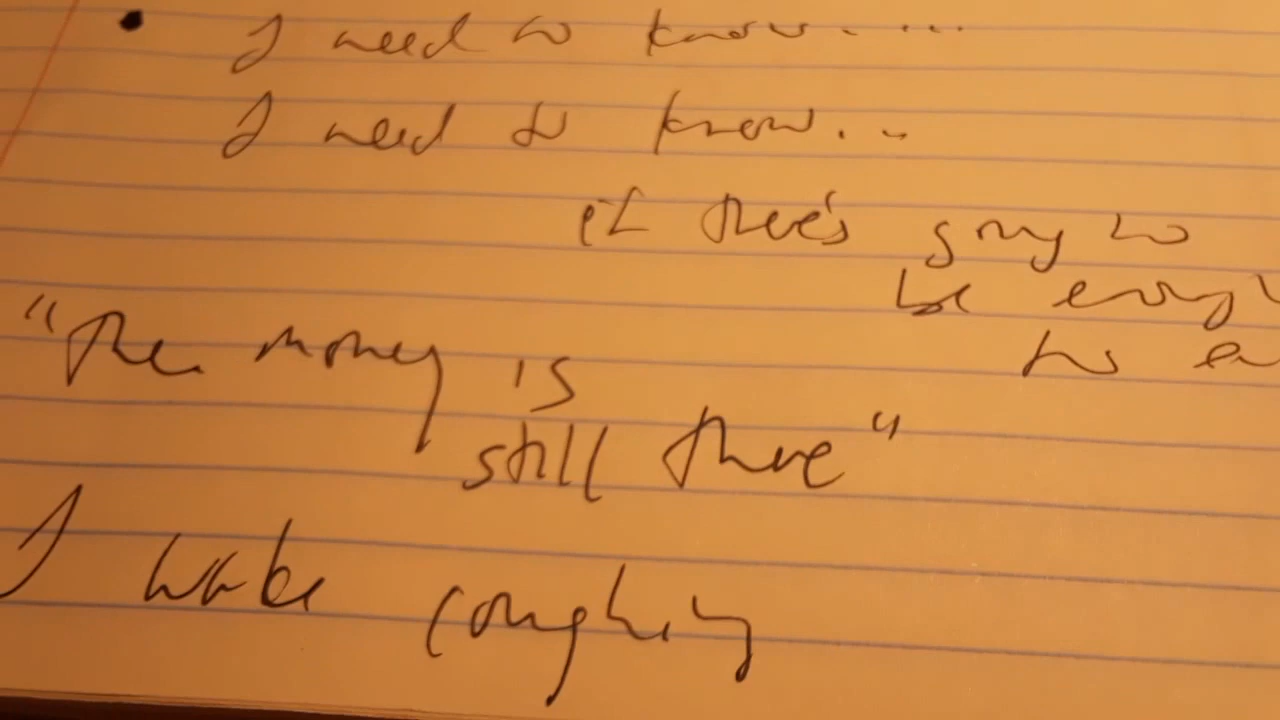 I need to know.....
I need to know...
if there's going to
be enough
to
"The money is
still there"
I wake coughing